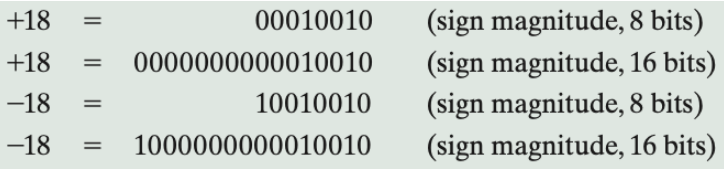 +18 = 00010010 (sign magnitude, 8 bits)
+18 = 0000000000010010 (sign magnitude, 16 bits)
−18 = 10010010 (sign magnitude, 8 bits)
−18 = 1000000000010010 (sign magnitude, 16 bits)